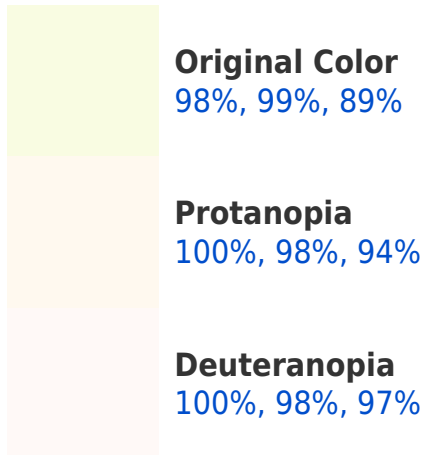 Original Color
98%, 99%, 89%
Protanopia
100%, 98%, 94%
Deuteranopia
100%, 98%, 97%